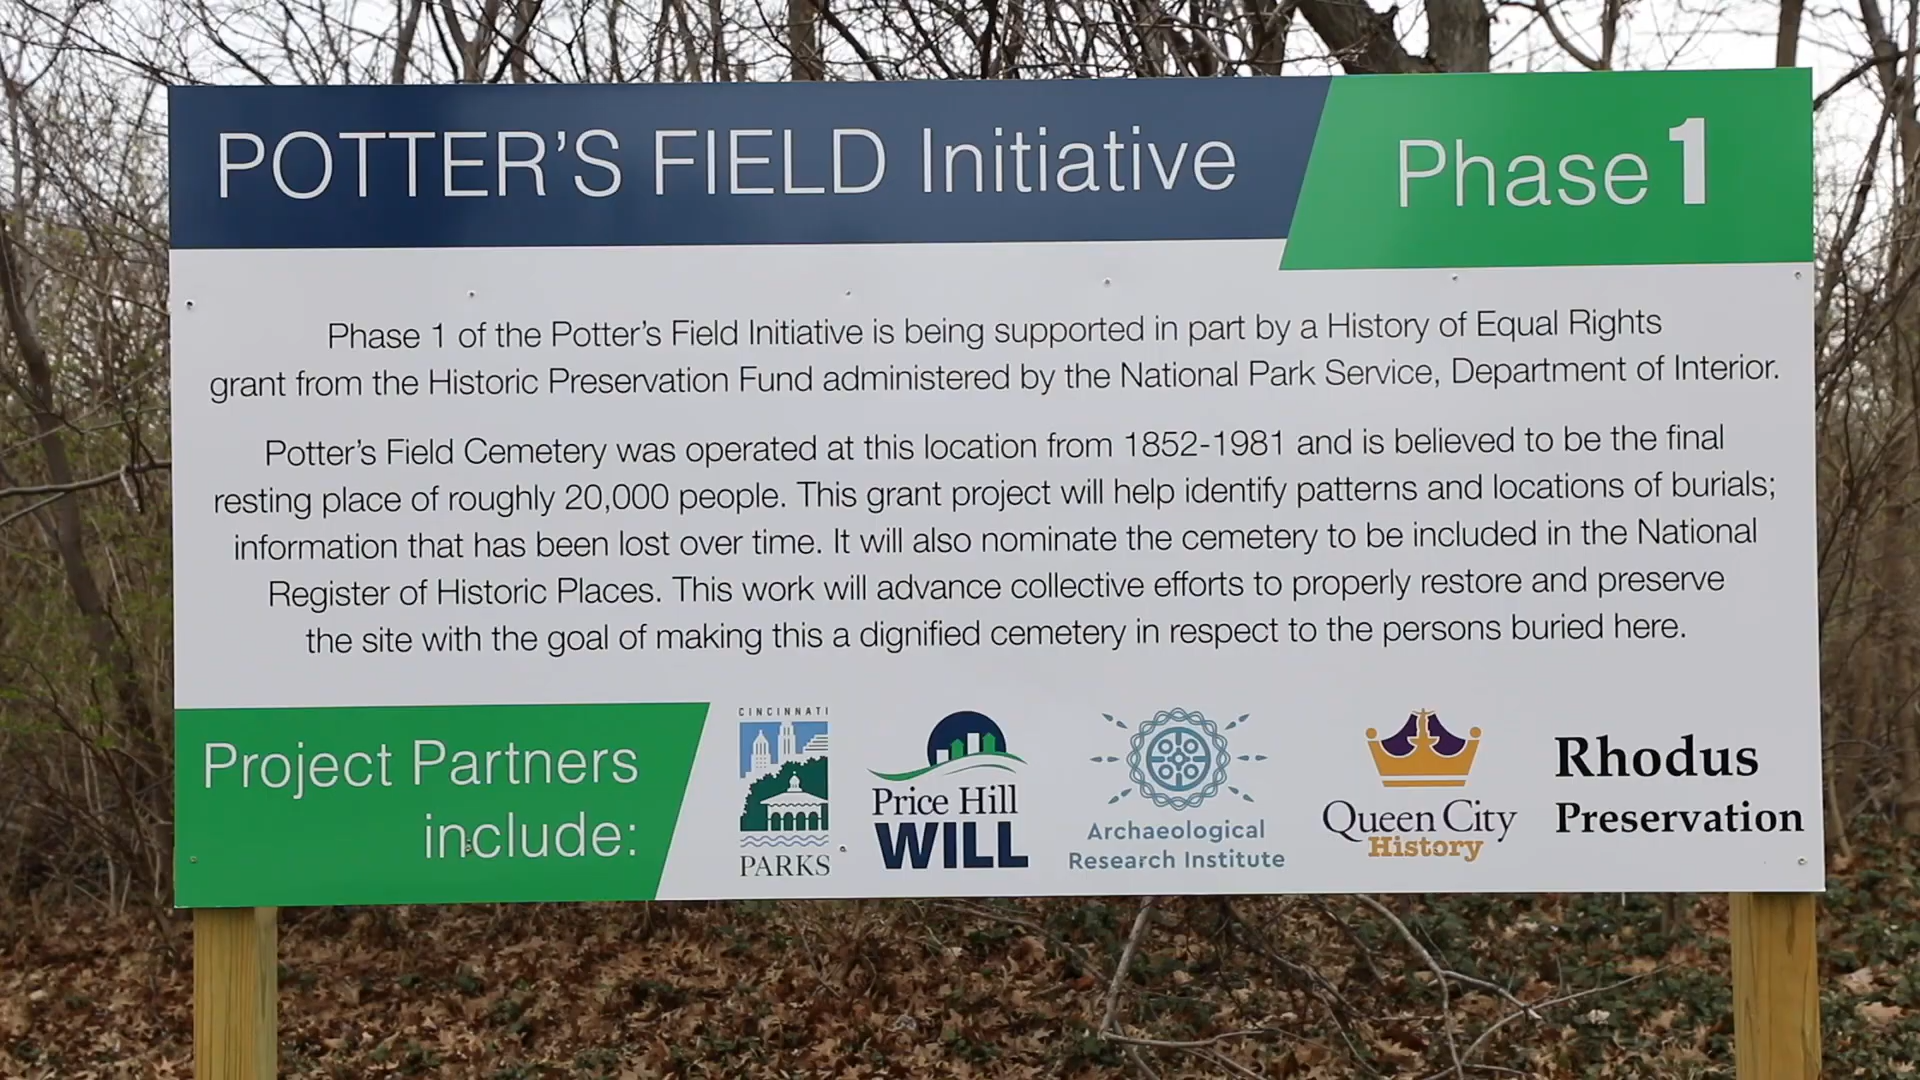 POTTER'S FIELD Initiative
Phase 1
Phase 1 of the Potter's Field Initiative is being supported in part by a History of Equal Rights
grant from the Historic Preservation Fund administered by the National Park Service, Department of Interior.
Potter's Field Cemetery was operated at this location from 1852-1981 and is believed to be the final
resting place of roughly 20,000 people. This grant project will help identify patterns and locations of burials;
information that has been lost over time. It will also nominate the cemetery to be included in the National
Register of Historic Places. This work will advance collective efforts to properly restore and preserve
the site with the goal of making this a dignified cemetery in respect to the persons buried here.
Project Partners
include:
CINCINNATI
PARKS
Price Hill
WILL
Archaeological
Research Institute
Queen City
History
Rhodus
Preservation